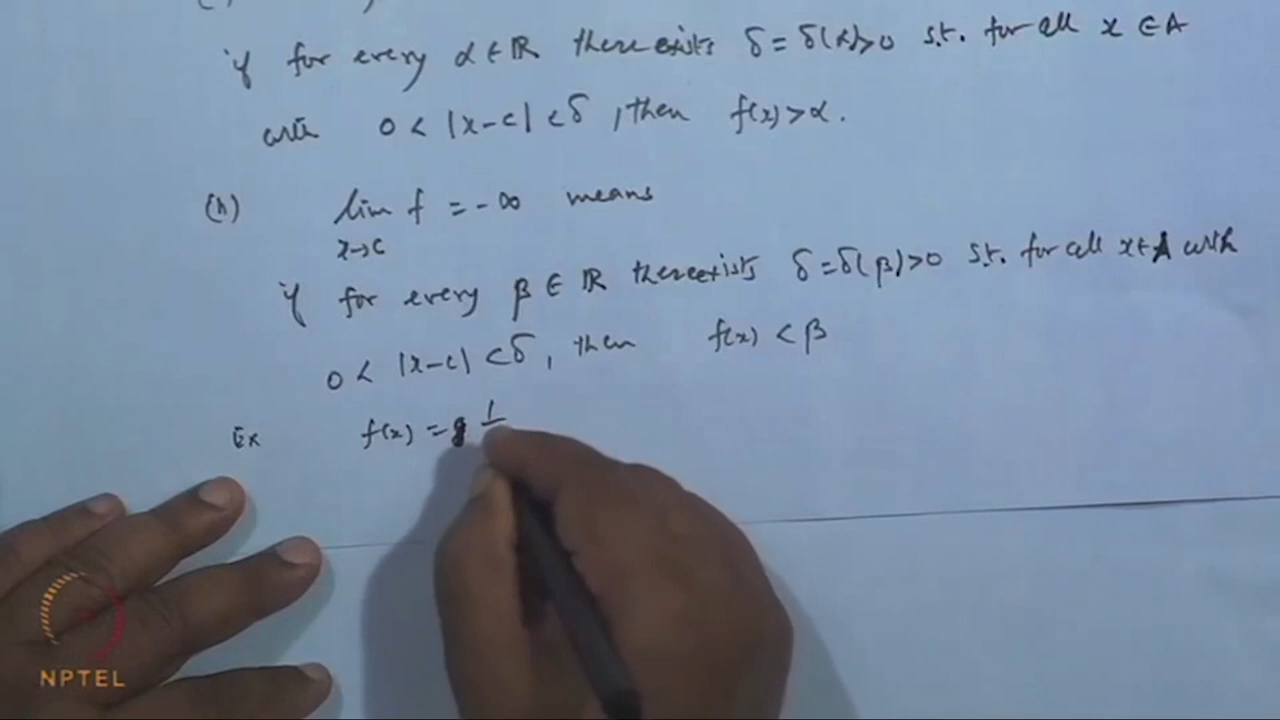 if for every α ∈ ℝ there exists δ = δ(α)>0 s.t. for all x ∈ A
with 0 < |x-c| < δ, then f(x) > α.
lim f = -∞ means
x→c
if for every β ∈ ℝ there exists δ = δ(β)>0 s.t. for all x ∈ A with
0 < |x-c| < δ, then f(x) < β
Ex f(x) = 1
NPTEL